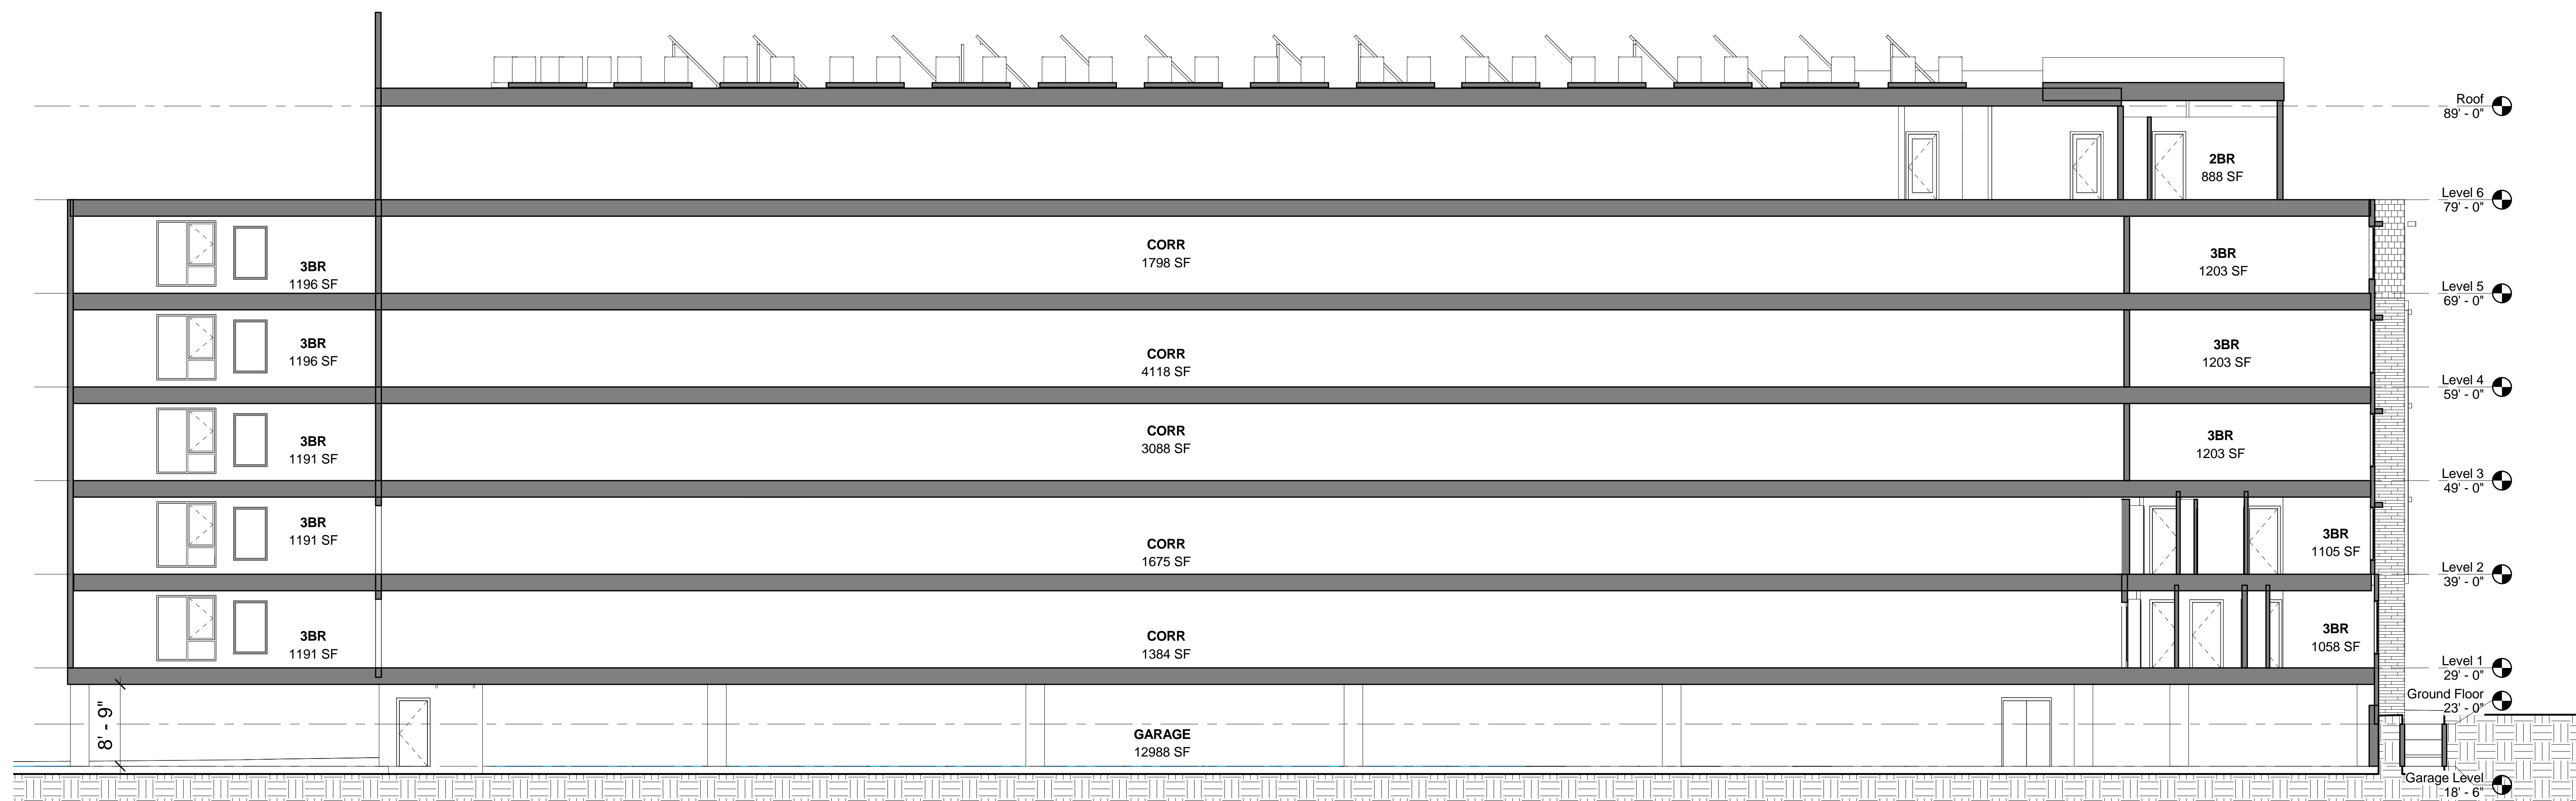 Roof
89' - 0"
2BR
888 SF
Level 6
79' - 0"
CORR
1798 SF
3BR
1196 SF
3BR
1203 SF
Level 5
69' - 0"
3BR
1196 SF
CORR
4118 SF
3BR
1203 SF
Level 4
59' - 0"
3BR
1191 SF
CORR
3088 SF
3BR
1203 SF
Level 3
49' - 0"
3BR
1191 SF
CORR
1675 SF
3BR
1105 SF
Level 2
39' - 0"
3BR
1191 SF
CORR
1384 SF
3BR
1058 SF
Level 1
29' - 0"
Ground Floor
23' - 0"
8' - 9"
GARAGE
12988 SF
Garage Level
18' - 6"